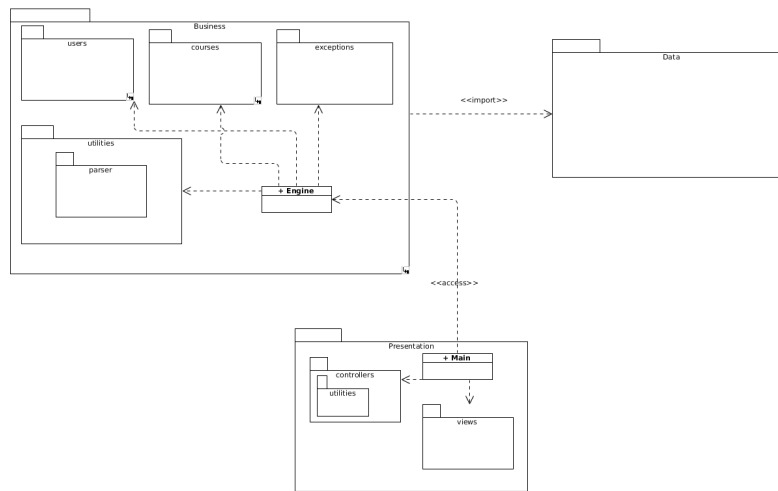 Business
users
courses
exceptions
Data
<<import>>
utilities
parser
+ Engine
<<access>>
Presentation
+ Main
controllers
utilities
views